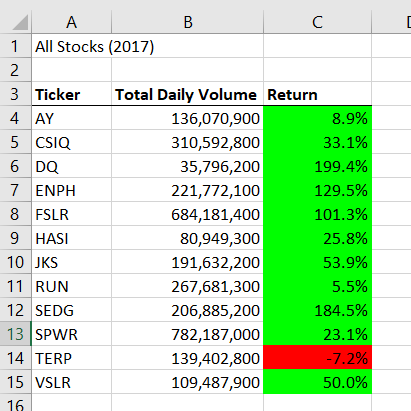 A B C
1 All Stocks (2017)
2
3 Ticker Total Daily Volume Return
4 AY 136,070,900 8.9%
5 CSIQ 310,592,800 33.1%
6 DQ 35,796,200 199.4%
7 ENPH 221,772,100 129.5%
8 FSLR 684,181,400 101.3%
9 HASI 80,949,300 25.8%
10 JKS 191,632,200 53.9%
11 RUN 267,681,300 5.5%
12 SEDG 206,885,200 184.5%
13 SPWR 782,187,000 23.1%
14 TERP 139,402,800 -7.2%
15 VSLR 109,487,900 50.0%
16